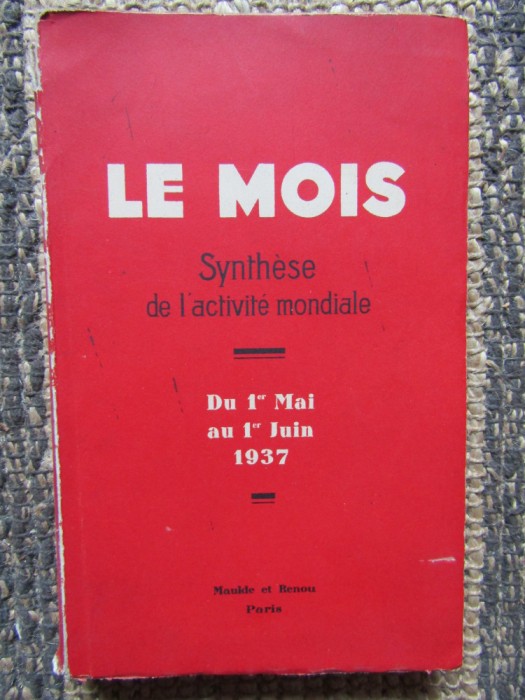 LE MOIS
Synthèse
de l'activité mondiale
Du 1er Mai
au 1er Juin
1937
Maulde et Renou
Paris